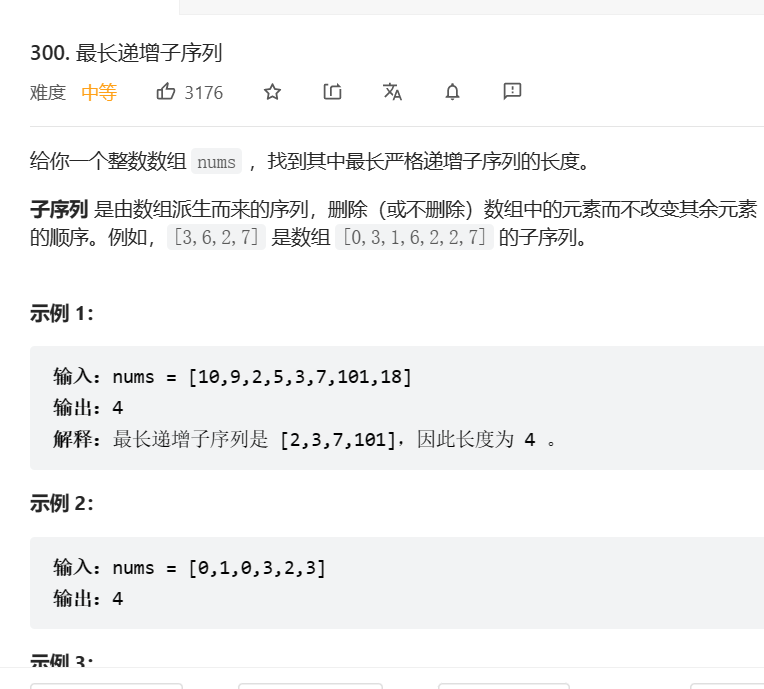 300. 最长递增子序列
难度 中等 3176
给你一个整数数组 nums ，找到其中最长严格递增子序列的长度。
子序列 是由数组派生而来的序列，删除（或不删除）数组中的元素而不改变其余元素
的顺序。例如，[3,6,2,7] 是数组 [0,3,1,6,2,2,7] 的子序列。
示例 1：
输入：nums = [10,9,2,5,3,7,101,18]
输出：4
解释：最长递增子序列是 [2,3,7,101]，因此长度为 4 。
示例 2：
输入：nums = [0,1,0,3,2,3]
输出：4
示例 3：